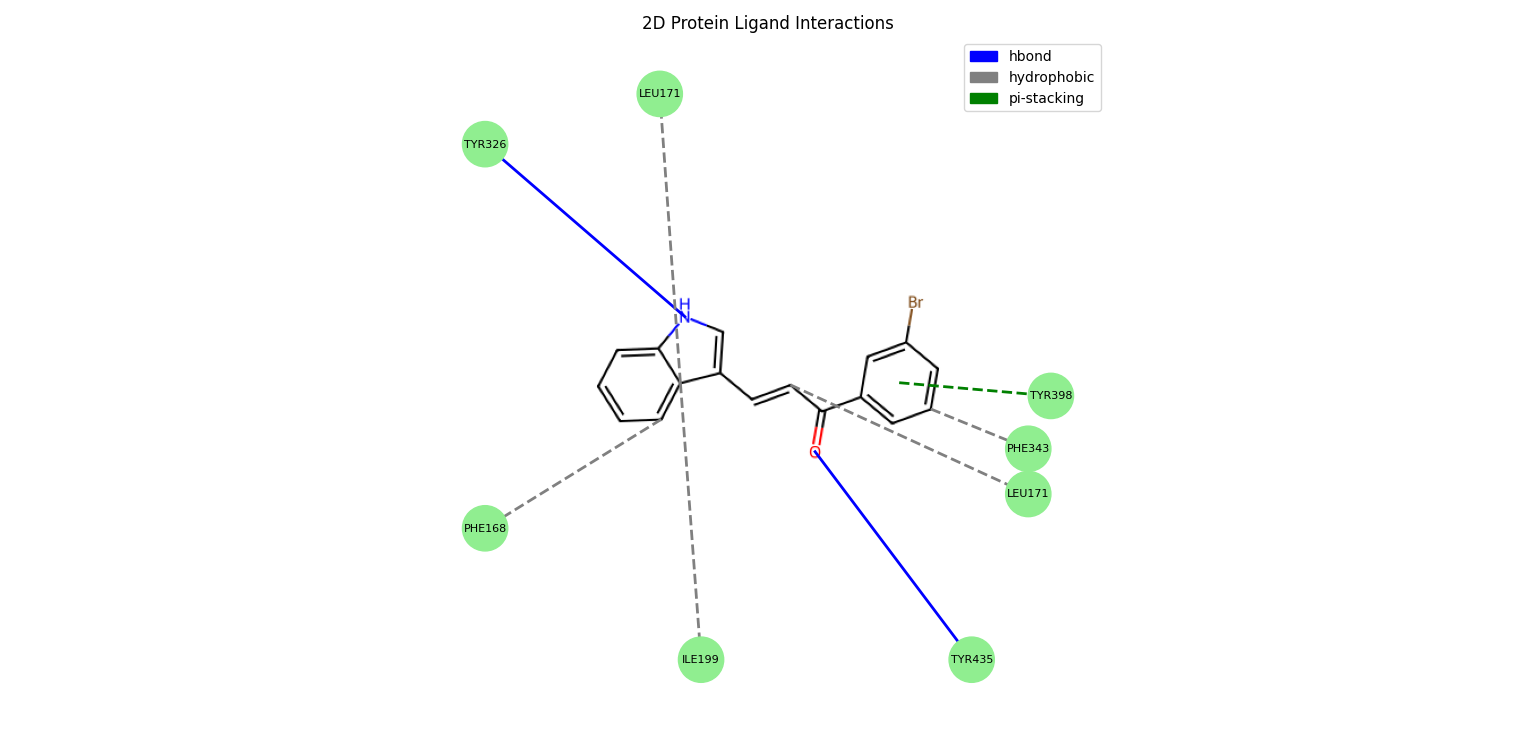 2D Protein Ligand Interactions
hbond
hydrophobic
pi-stacking
LEU171
TYR326
H
N
Br
TYR398
PHE343
O
LEU171
PHE168
ILE199
TYR435